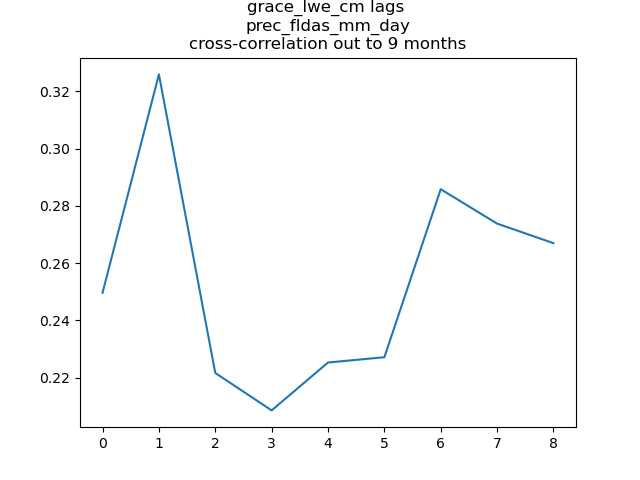 grace_lwe_cm lags
prec_fldas_mm_day
cross-correlation out to 9 months
0.32
0.30
0.28
0.26
0.24
0.22
0 1 2 3 4 5 6 7 8